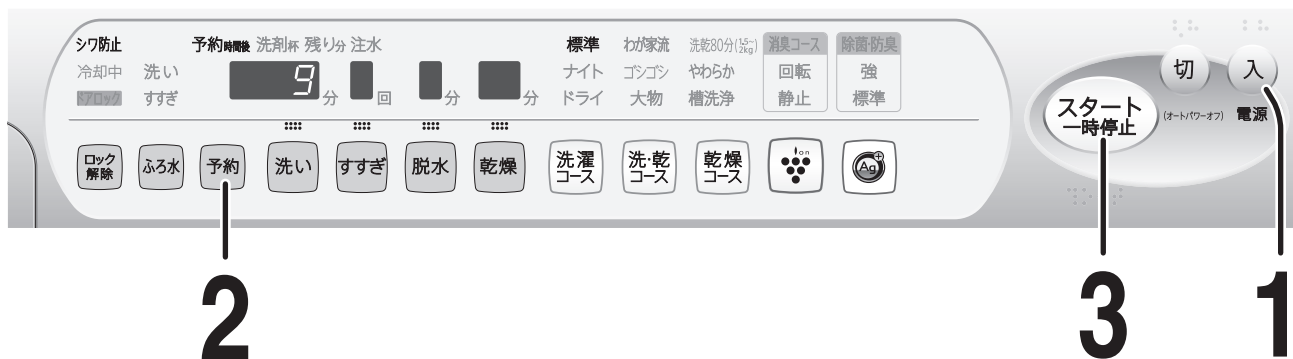 シワ防止 予約時間後 洗剤杯 残り分 注水 標準 わが家流 洗乾80分(1.5~2kg) 消臭コース 除菌・防臭
冷却中 洗い ナイト ゴシゴシ やわらか 回転 強
ドアロック すすぎ 9分 回 分 分 ドライ 大物 槽洗浄 静止 標準
ロック解除 ふろ水 予約 洗い すすぎ 脱水 乾燥 洗濯コース 洗・乾コース 乾燥コース ion Ag+
切 入
スタート
一時停止
(オートパワーオフ) 電源
2 3 1